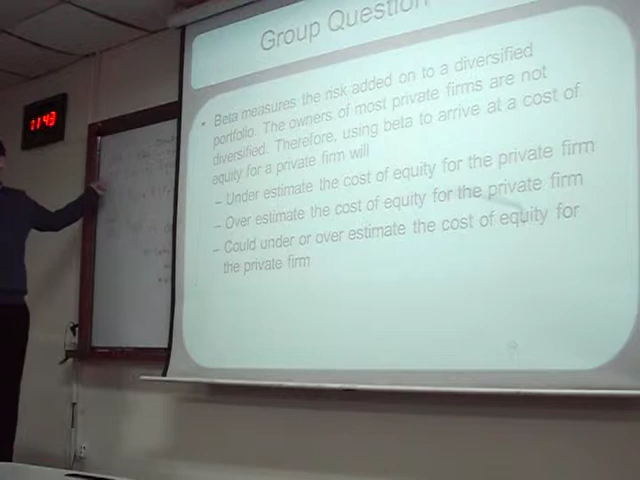 Group Question
11:43
• Beta measures the risk added on to a diversified
portfolio. The owners of most private firms are not
diversified. Therefore, using beta to arrive at a cost of
equity for a private firm will
– Under estimate the cost of equity for the private firm
– Over estimate the cost of equity for the private firm
– Could under or over estimate the cost of equity for
the private firm